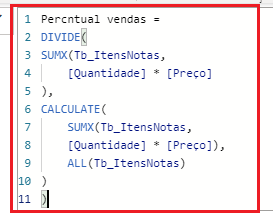 1 Percntual vendas =
2 DIVIDE(
3 SUMX(Tb_ItensNotas,
4 [Quantidade] * [Preço]
5 ),
6 CALCULATE(
7 SUMX(Tb_ItensNotas,
8 [Quantidade] * [Preço]),
9 ALL(Tb_ItensNotas)
10 )
11 )